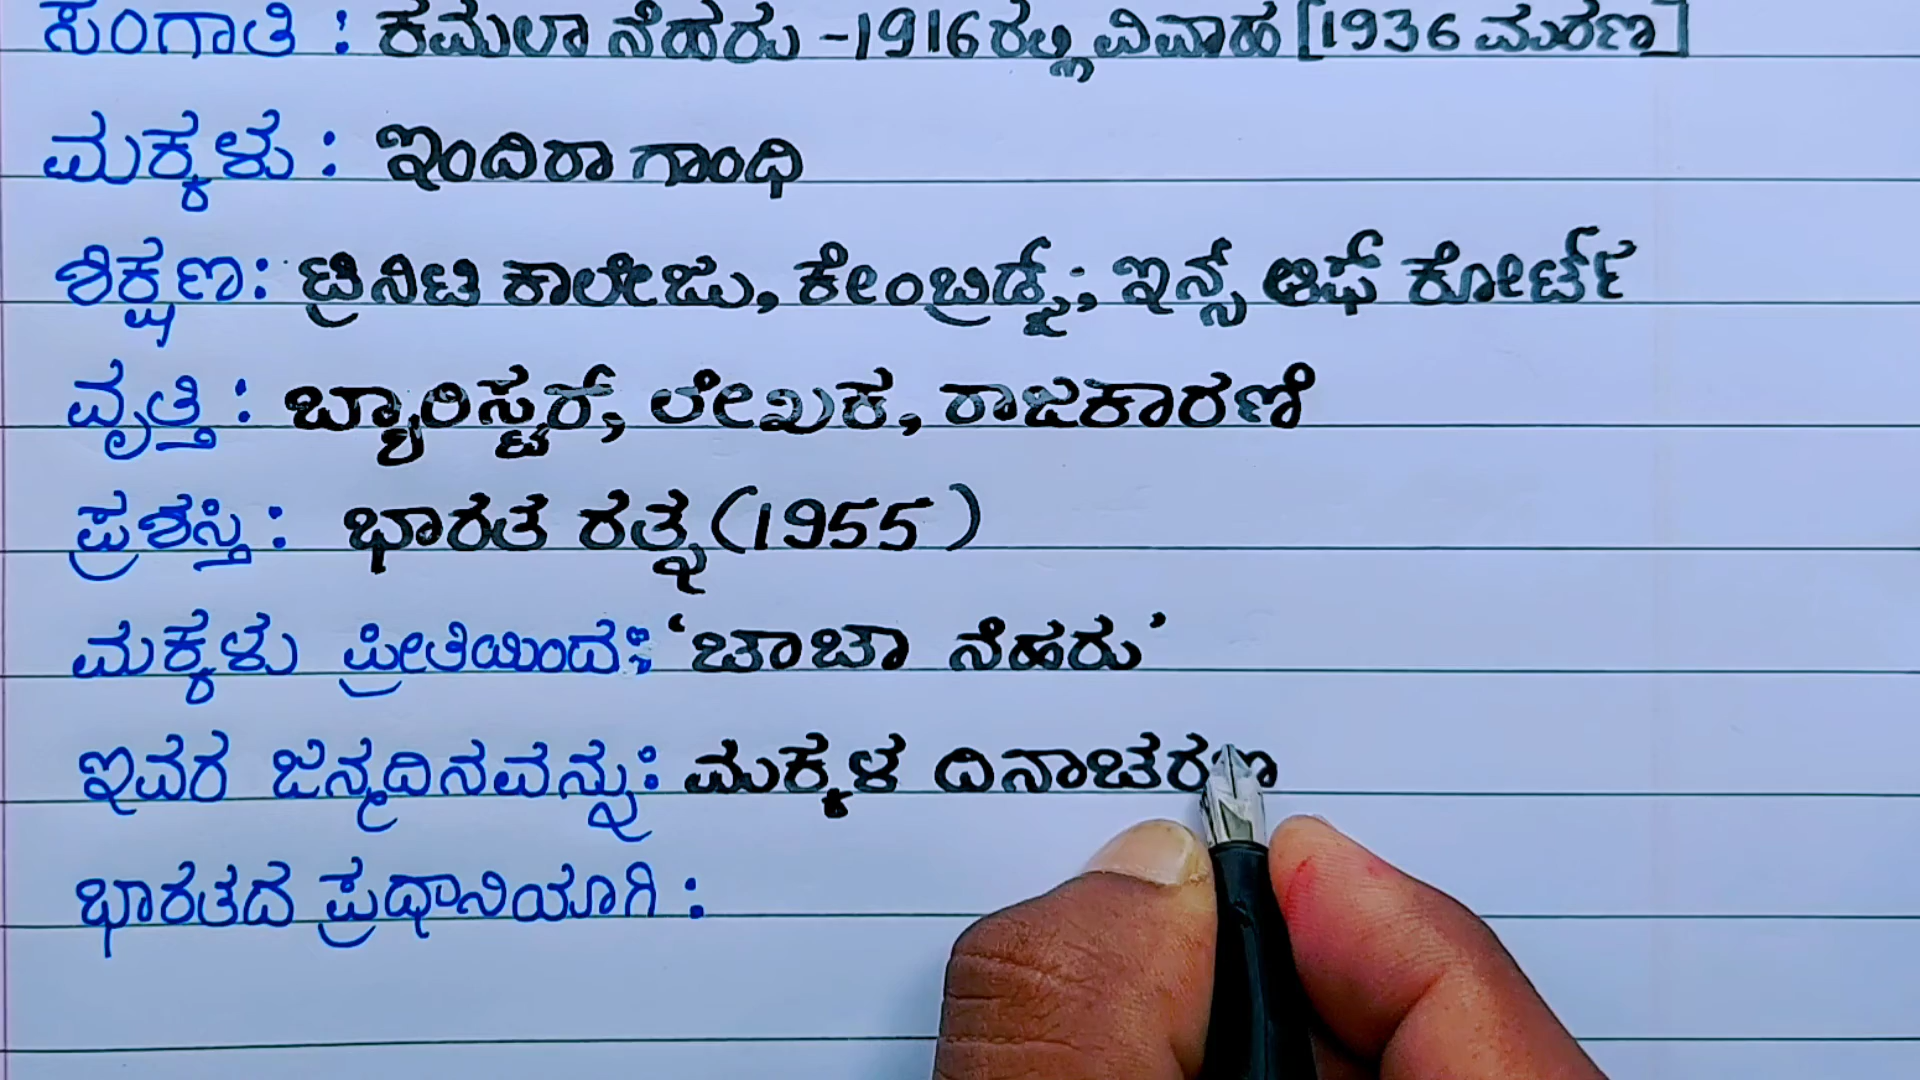 ಸಂಗಾತಿ : ಕಮಲಾ ನೆಹರು -1916ರಲ್ಲಿ ವಿವಾಹ [1936 ಮರಣ]
ಮಕ್ಕಳು : ಇಂದಿರಾ ಗಾಂಧಿ
ಶಿಕ್ಷಣ: ಟ್ರಿನಿಟಿ ಕಾಲೇಜು, ಕೇಂಬ್ರಿಡ್ಜ್; ಇನ್ಸ್ ಆಫ್ ಕೋರ್ಟ್
ವೃತ್ತಿ : ಬ್ಯಾರಿಸ್ಟರ್, ಲೇಖಕ, ರಾಜಕಾರಣಿ
ಪ್ರಶಸ್ತಿ : ಭಾರತ ರತ್ನ (1955)
ಮಕ್ಕಳು ಪ್ರೀತಿಯಿಂದ : 'ಚಾಚಾ ನೆಹರು'
ಇವರ ಜನ್ಮದಿನವನ್ನು : ಮಕ್ಕಳ ದಿನಾಚರಣ
ಭಾರತದ ಪ್ರಧಾನಿಯಾಗಿ :